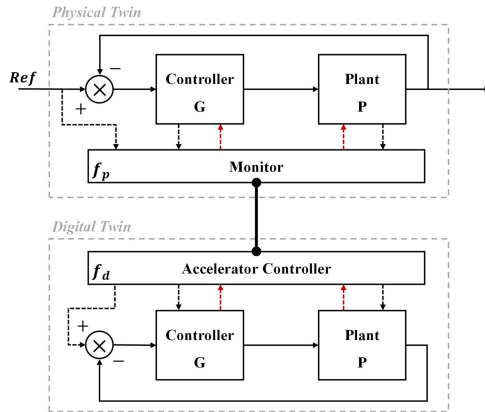 Physical Twin
Ref
−
+
Controller
G
Plant
P
f_p
Monitor
Digital Twin
f_d
Accelerator Controller
+
−
Controller
G
Plant
P